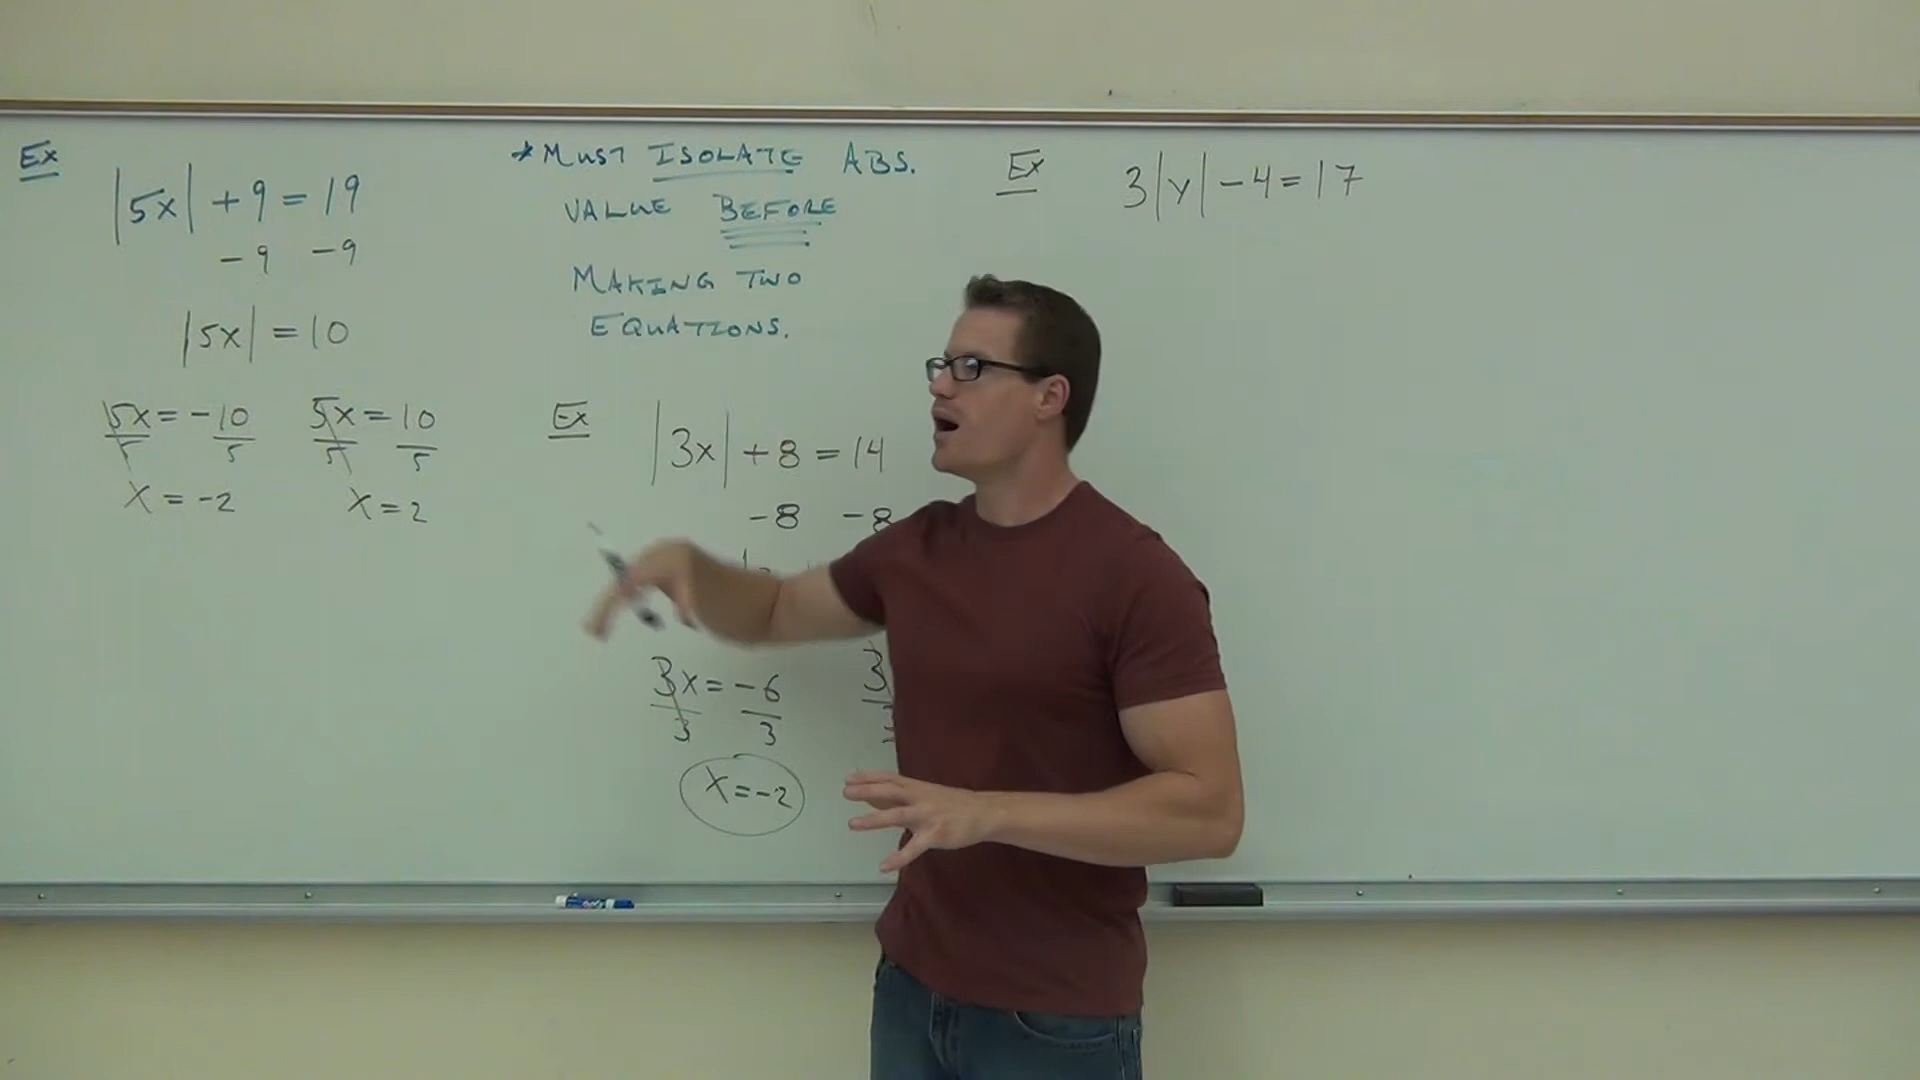 Ex
|5x| + 9 = 19
-9 -9
|5x| = 10
5x = -10 5x = 10
5 5 5 5
x = -2 x = 2
* MUST ISOLATE ABS.
VALUE BEFORE
MAKING TWO
EQUATIONS.
Ex
|3x| + 8 = 14
-8 -8
3x = -6 3
3 3
x = -2
Ex
3|y| - 4 = 17